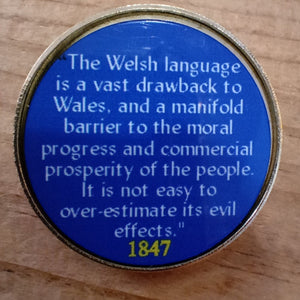 "The Welsh language
is a vast drawback to
Wales, and a manifold
barrier to the moral
progress and commercial
prosperity of the people.
It is not easy to
over-estimate its evil
effects."
1847